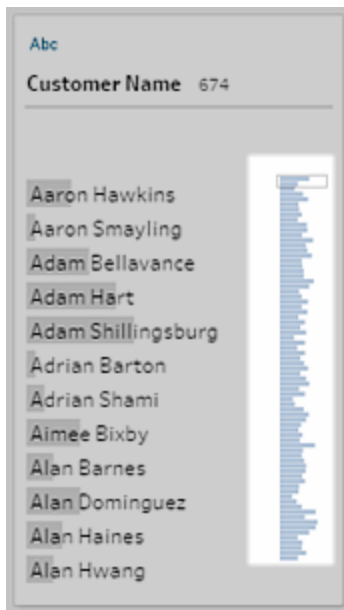 Abc
Customer Name 674
Aaron Hawkins
Aaron Smayling
Adam Bellavance
Adam Hart
Adam Shillingsburg
Adrian Barton
Adrian Shami
Aimee Bixby
Alan Barnes
Alan Dominguez
Alan Haines
Alan Hwang